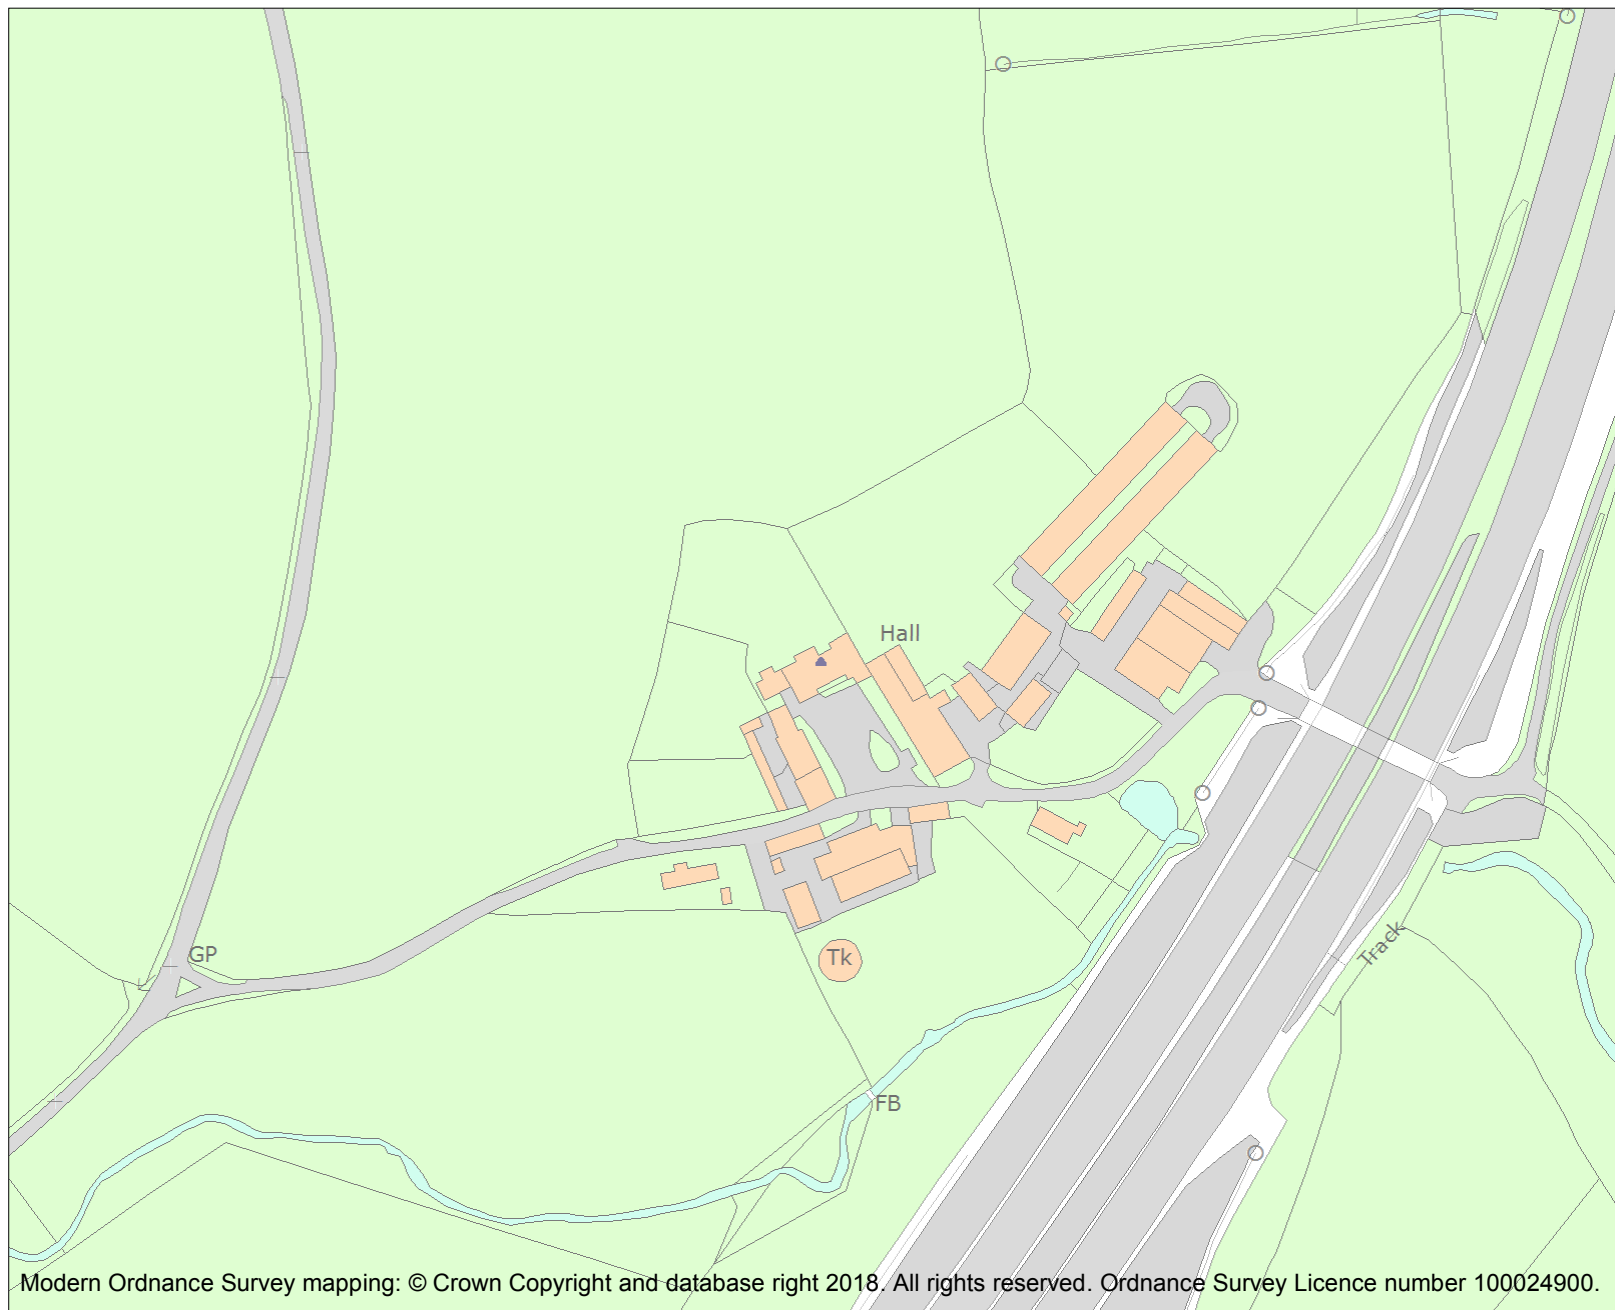 Hall
GP
Tk
Track
FB
Modern Ordnance Survey mapping: © Crown Copyright and database right 2018. All rights reserved. Ordnance Survey Licence number 100024900.